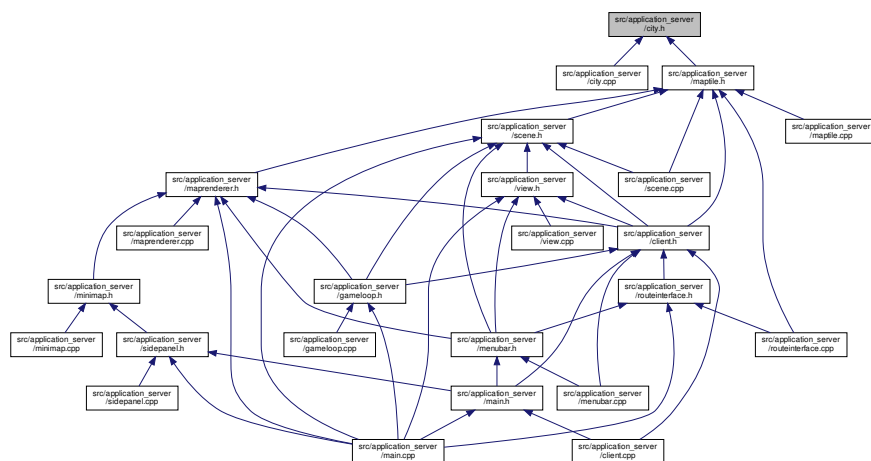 src/application_server
/city.h
src/application_server
/city.cpp
src/application_server
/maptile.h
src/application_server
/scene.h
src/application_server
/maptile.cpp
src/application_server
/maprenderer.h
src/application_server
/view.h
src/application_server
/scene.cpp
src/application_server
/maprenderer.cpp
src/application_server
/view.cpp
src/application_server
/client.h
src/application_server
/minimap.h
src/application_server
/gameloop.h
src/application_server
/routeinterface.h
src/application_server
/minimap.cpp
src/application_server
/sidepanel.h
src/application_server
/gameloop.cpp
src/application_server
/menubar.h
src/application_server
/routeinterface.cpp
src/application_server
/sidepanel.cpp
src/application_server
/main.h
src/application_server
/menubar.cpp
src/application_server
/main.cpp
src/application_server
/client.cpp